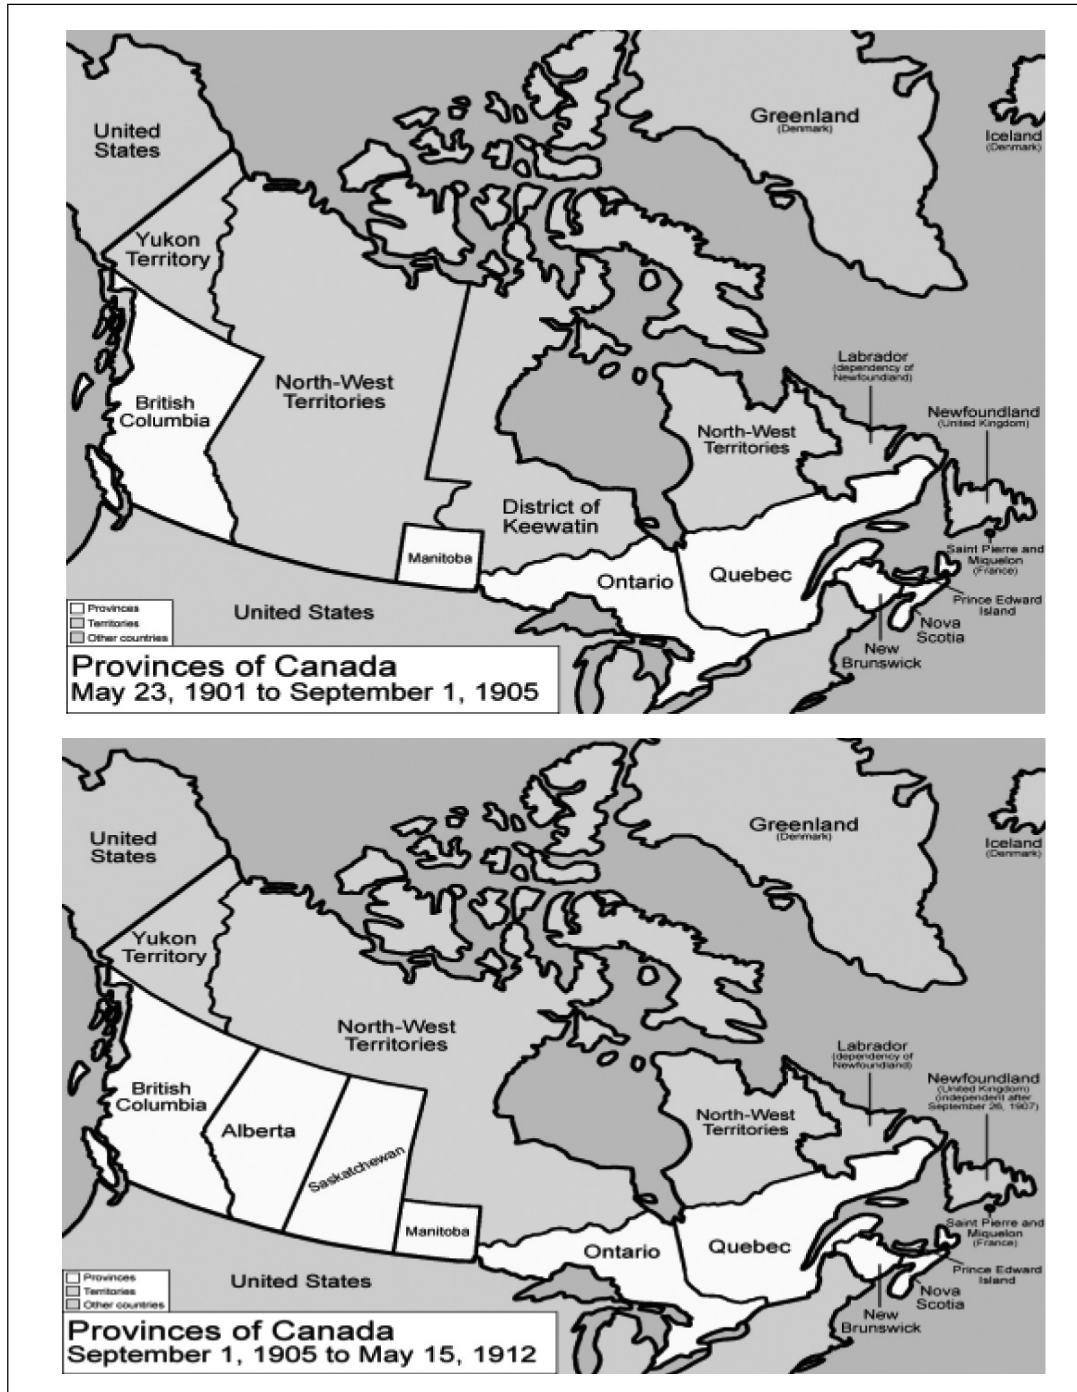 Greenland
(Denmark)
Iceland
(Denmark)
United
States
Yukon
Territory
North-West
Territories
British
Columbia
Labrador
(dependency of
Newfoundland)
Newfoundland
(United Kingdom)
North-West
Territories
District of
Keewatin
Manitoba
Ontario
Quebec
Saint Pierre and
Miquelon
(France)
Prince Edward
Island
Nova
Scotia
New
Brunswick
United States
Provinces
Territories
Other countries
Provinces of Canada
May 23, 1901 to September 1, 1905
Greenland
(Denmark)
Iceland
(Denmark)
United
States
Yukon
Territory
North-West
Territories
British
Columbia
Alberta
Saskatchewan
Labrador
(dependency of
Newfoundland)
Newfoundland
(United Kingdom)
(independent after
September 26, 1907)
North-West
Territories
Manitoba
Ontario
Quebec
Saint Pierre and
Miquelon
(France)
Prince Edward
Island
Nova
Scotia
New
Brunswick
United States
Provinces
Territories
Other countries
Provinces of Canada
September 1, 1905 to May 15, 1912